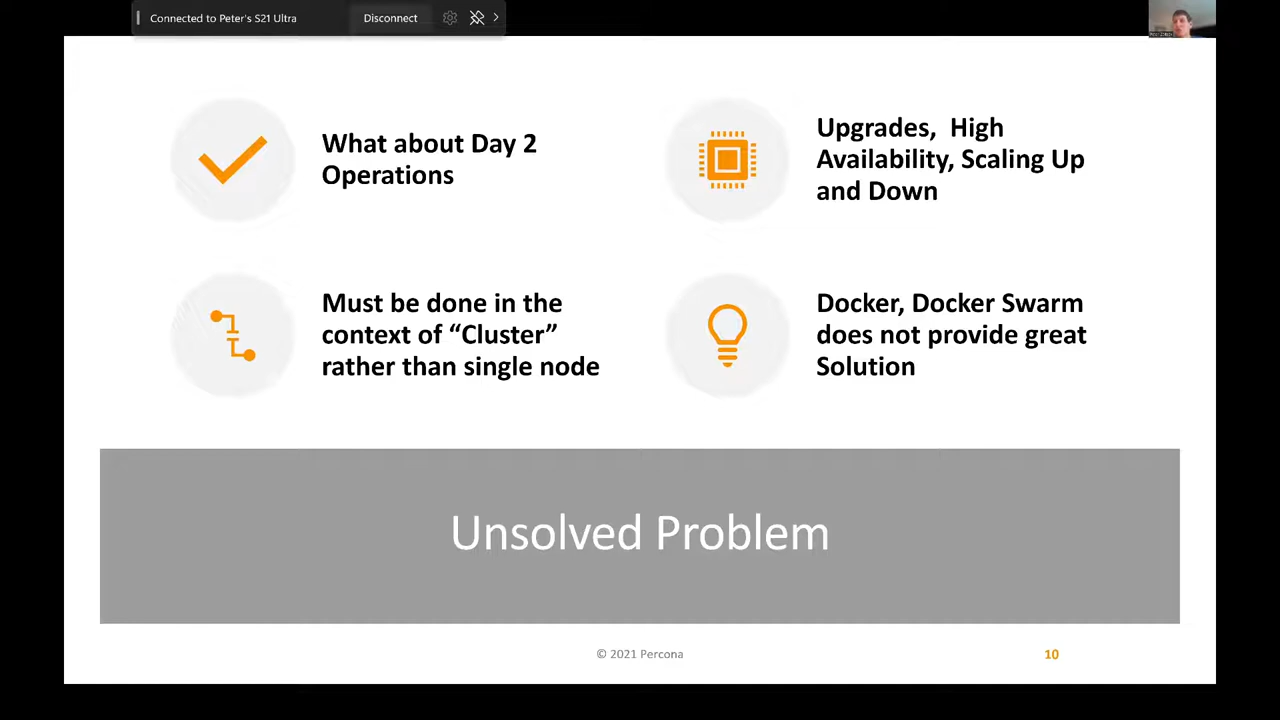 Connected to Peter's S21 Ultra
Disconnect
What about Day 2
Operations
Upgrades, High
Availability, Scaling Up
and Down
Must be done in the
context of “Cluster”
rather than single node
Docker, Docker Swarm
does not provide great
Solution
Unsolved Problem
© 2021 Percona
10